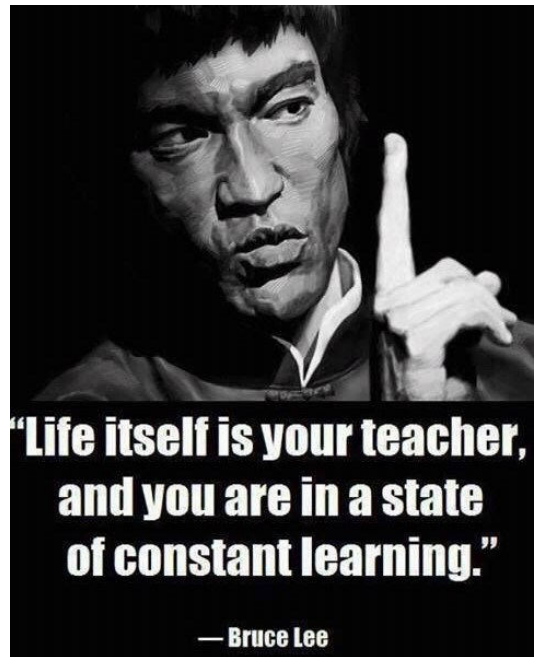 “Life itself is your teacher,
and you are in a state
of constant learning.”
— Bruce Lee